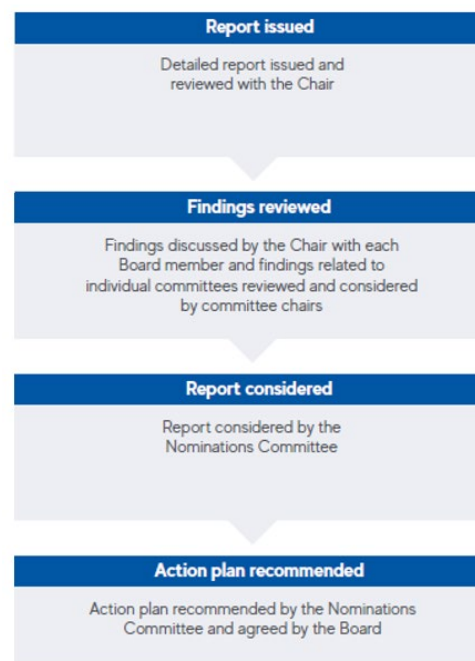 Report issued
Detailed report issued and
reviewed with the Chair
Findings reviewed
Findings discussed by the Chair with each
Board member and findings related to
individual committees reviewed and considered
by committee chairs
Report considered
Report considered by the
Nominations Committee
Action plan recommended
Action plan recommended by the Nominations
Committee and agreed by the Board